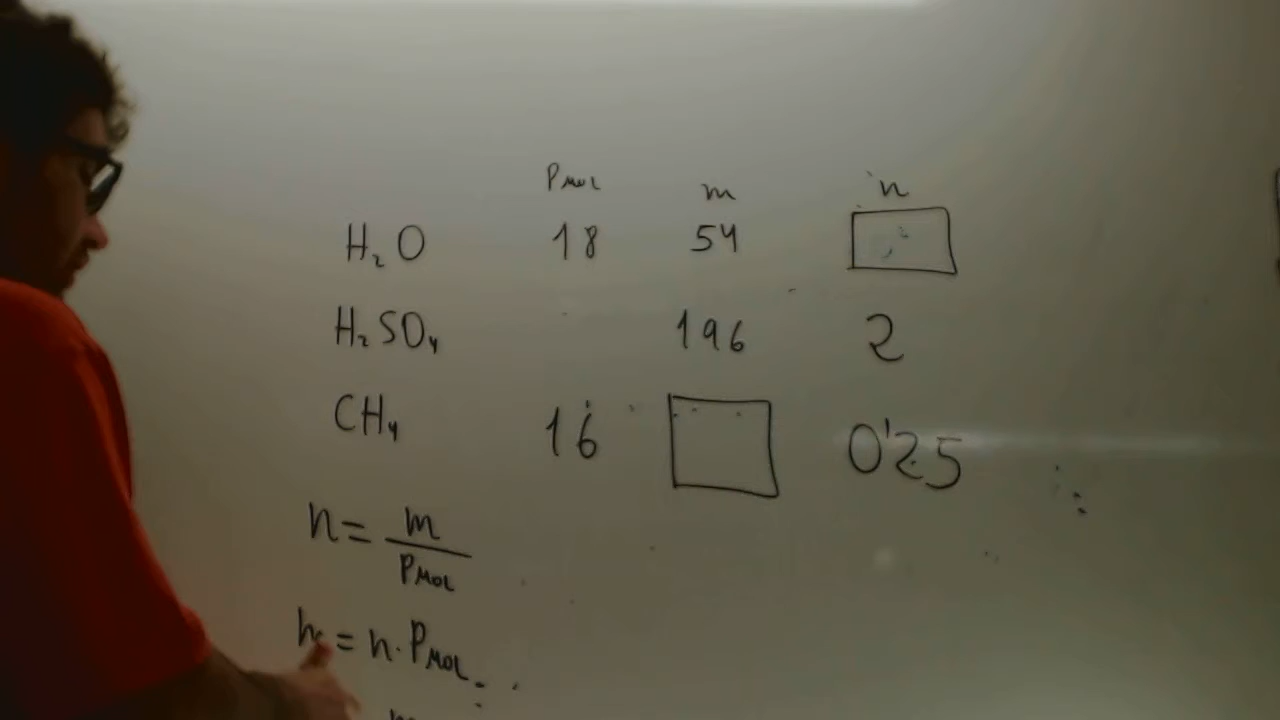 Pmol m n
H₂O 18 54
H₂SO₄ 196 2
CH₄ 16 0'25
n = m / Pmol
m = n · Pmol